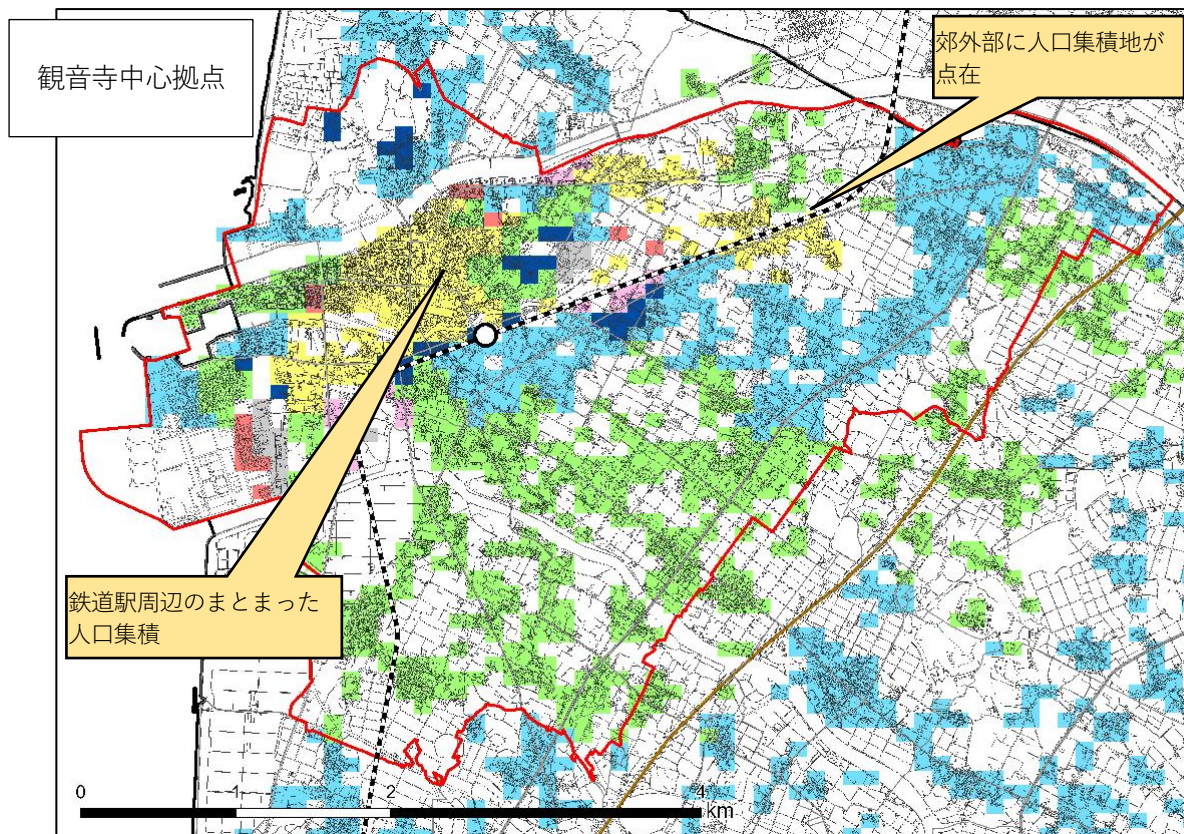 観音寺中心拠点
郊外部に人口集積地が
点在
鉄道駅周辺のまとまった
人口集積
0 1 2 4
km